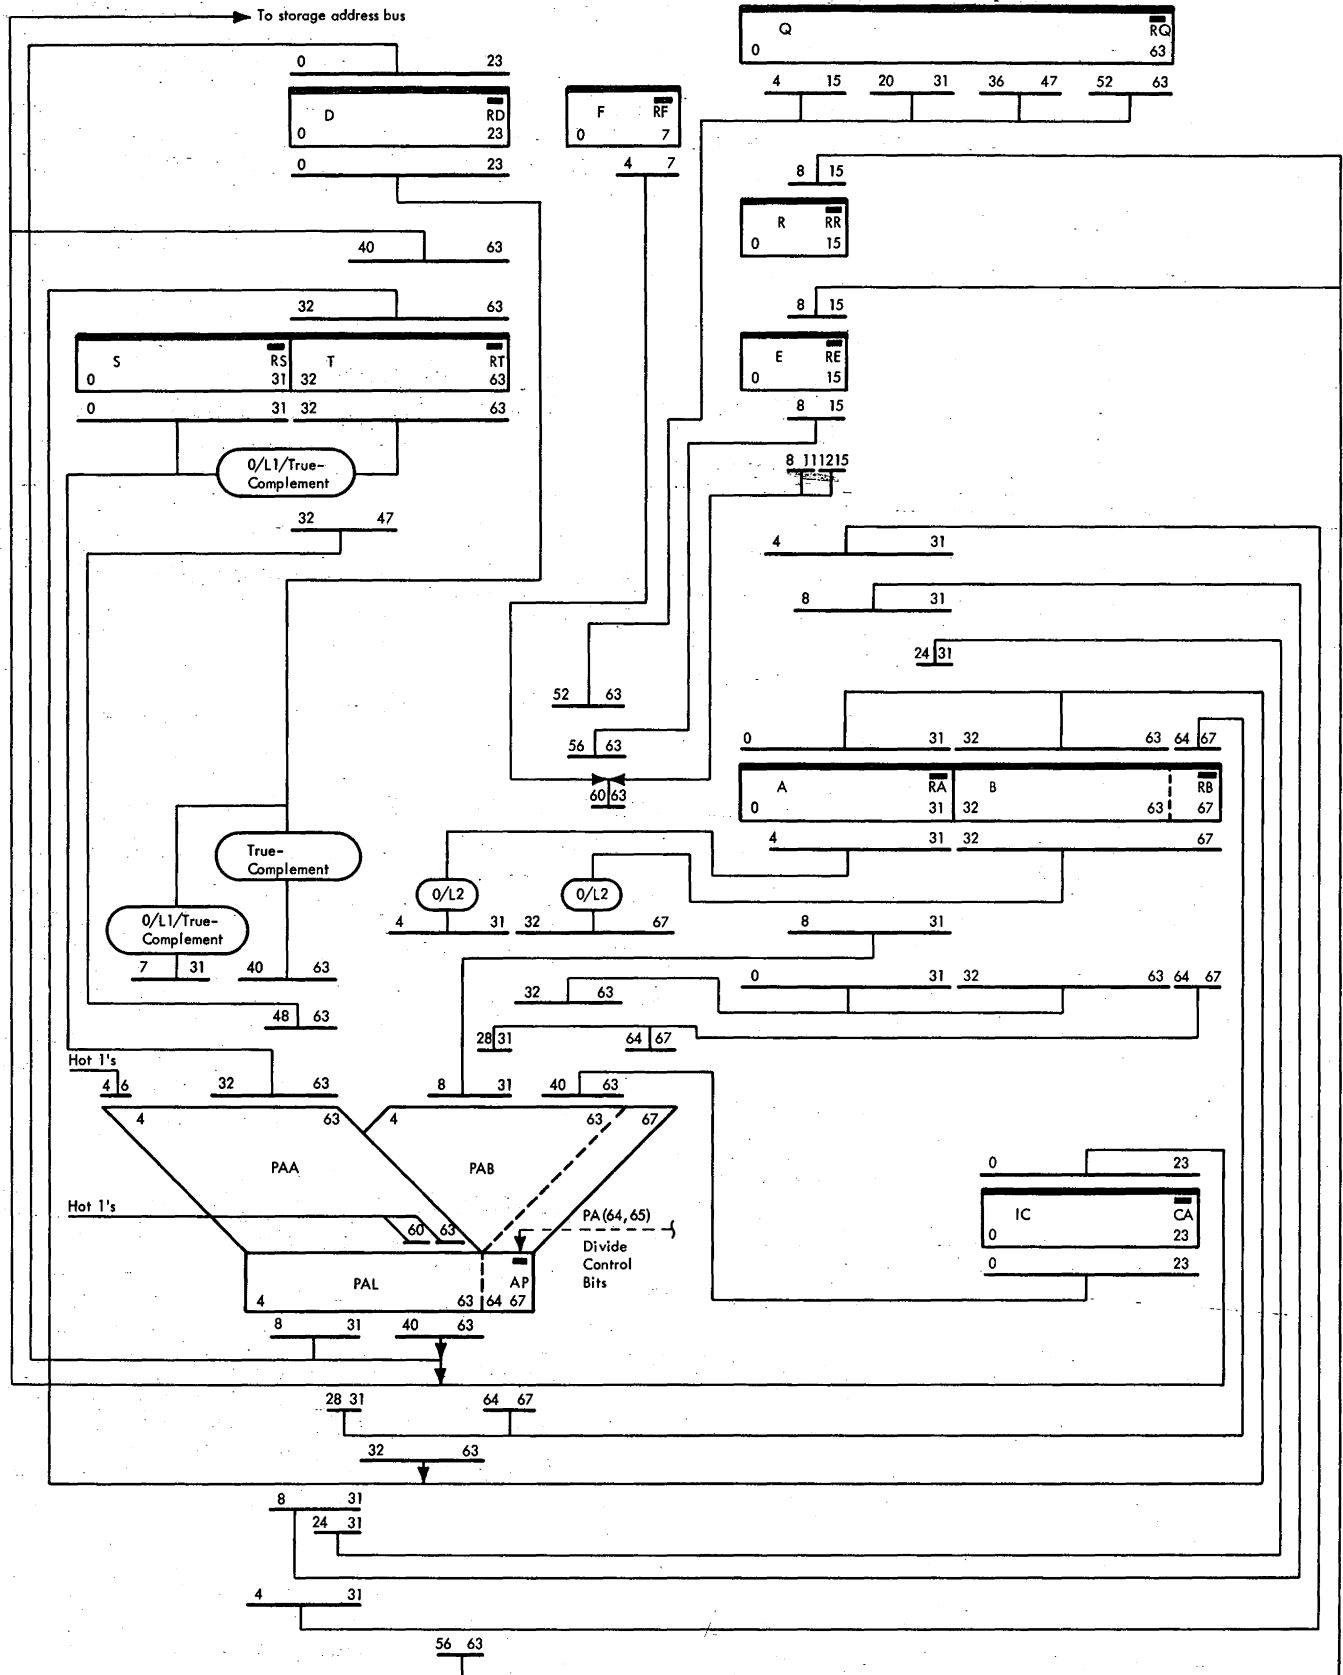 To storage address bus
Q RQ
0 63
4 15 20 31 36 47 52 63
0 23
D RD
0 23
0 23
F RF
0 7
4 7
8 15
R RR
0 15
40 63
8 15
32 63
E RE
0 15
S RS T RT
0 31 32 63
0 31 32 63
8 15
8 11 12 15
0/L1/True-
Complement
32 47
4 31
8 31
24 31
52 63
56 63
60 63
0 31 32 63 64 67
A RA B RB
0 31 32 63 67
4 31 32 67
True-
Complement
0/L2 0/L2
4 31 32 67
8 31
0/L1/True-
Complement
7 31 40 63
0 31 32 63 64 67
32 63
48 63
28 31 64 67
Hot 1's
4 6 32 63 8 31 40 63
4 63 4 63 67
PAA PAB
0 23
IC CA
0 23
0 23
Hot 1's
60 63
PA(64,65)
Divide
Control
Bits
PAL AP
4 63 64 67
8 31 40 63
28 31 64 67
32 63
8 31
24 31
4 31
56 63